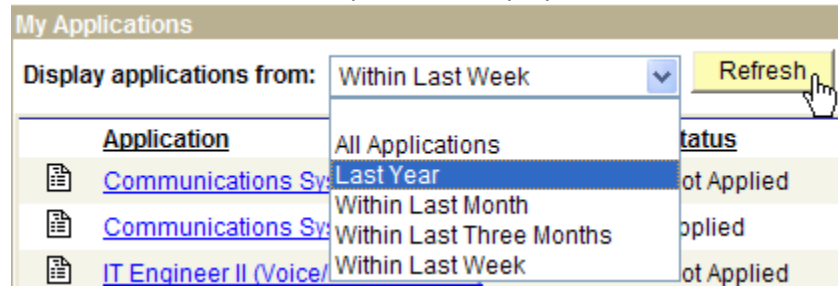 My Applications
Display applications from: Within Last Week Refresh
Application tatus
All Applications
Communications Sys Last Year ot Applied
Within Last Month
Communications Sys Within Last Three Months pplied
IT Engineer II (Voice/ Within Last Week ot Applied